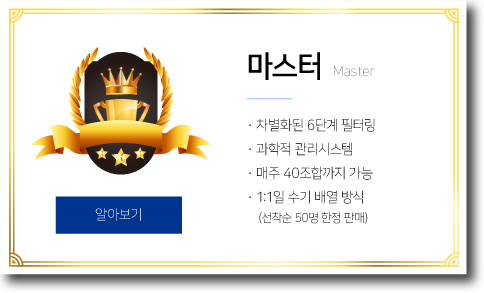 마스터 Master
· 차별화된 6단계 필터링
· 과학적 관리시스템
· 매주 40조합까지 가능
· 1:1일 수기 배열 방식
(선착순 50명 한정 판매)
알아보기